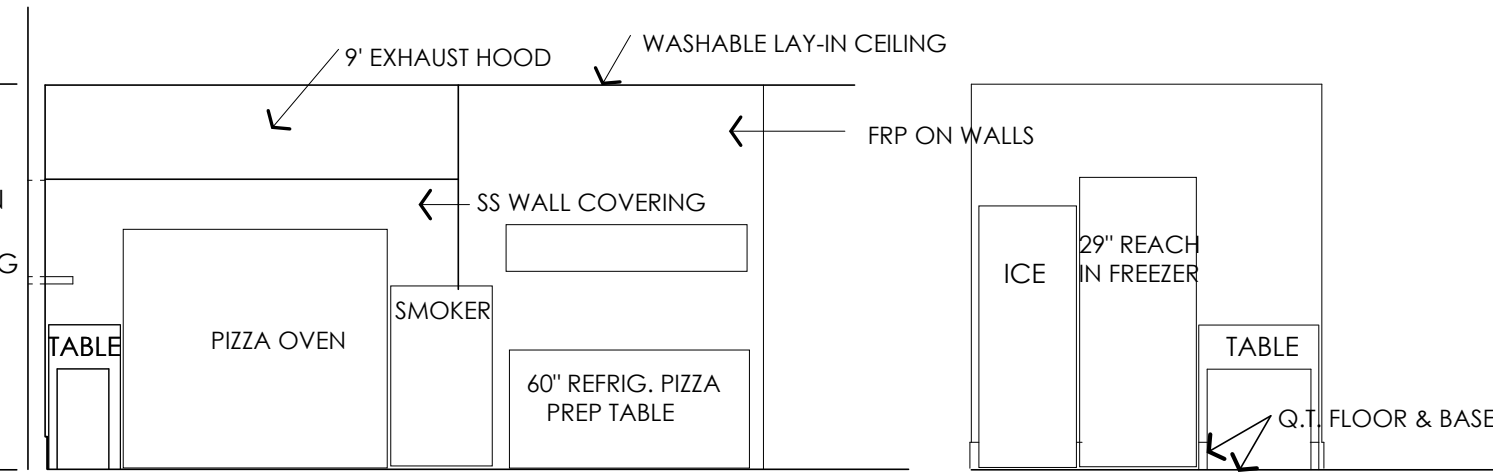 9' EXHAUST HOOD
WASHABLE LAY-IN CEILING
FRP ON WALLS
SS WALL COVERING
29" REACH
IN FREEZER
ICE
SMOKER
PIZZA OVEN
TABLE
TABLE
60" REFRIG. PIZZA
PREP TABLE
Q.T. FLOOR & BASE